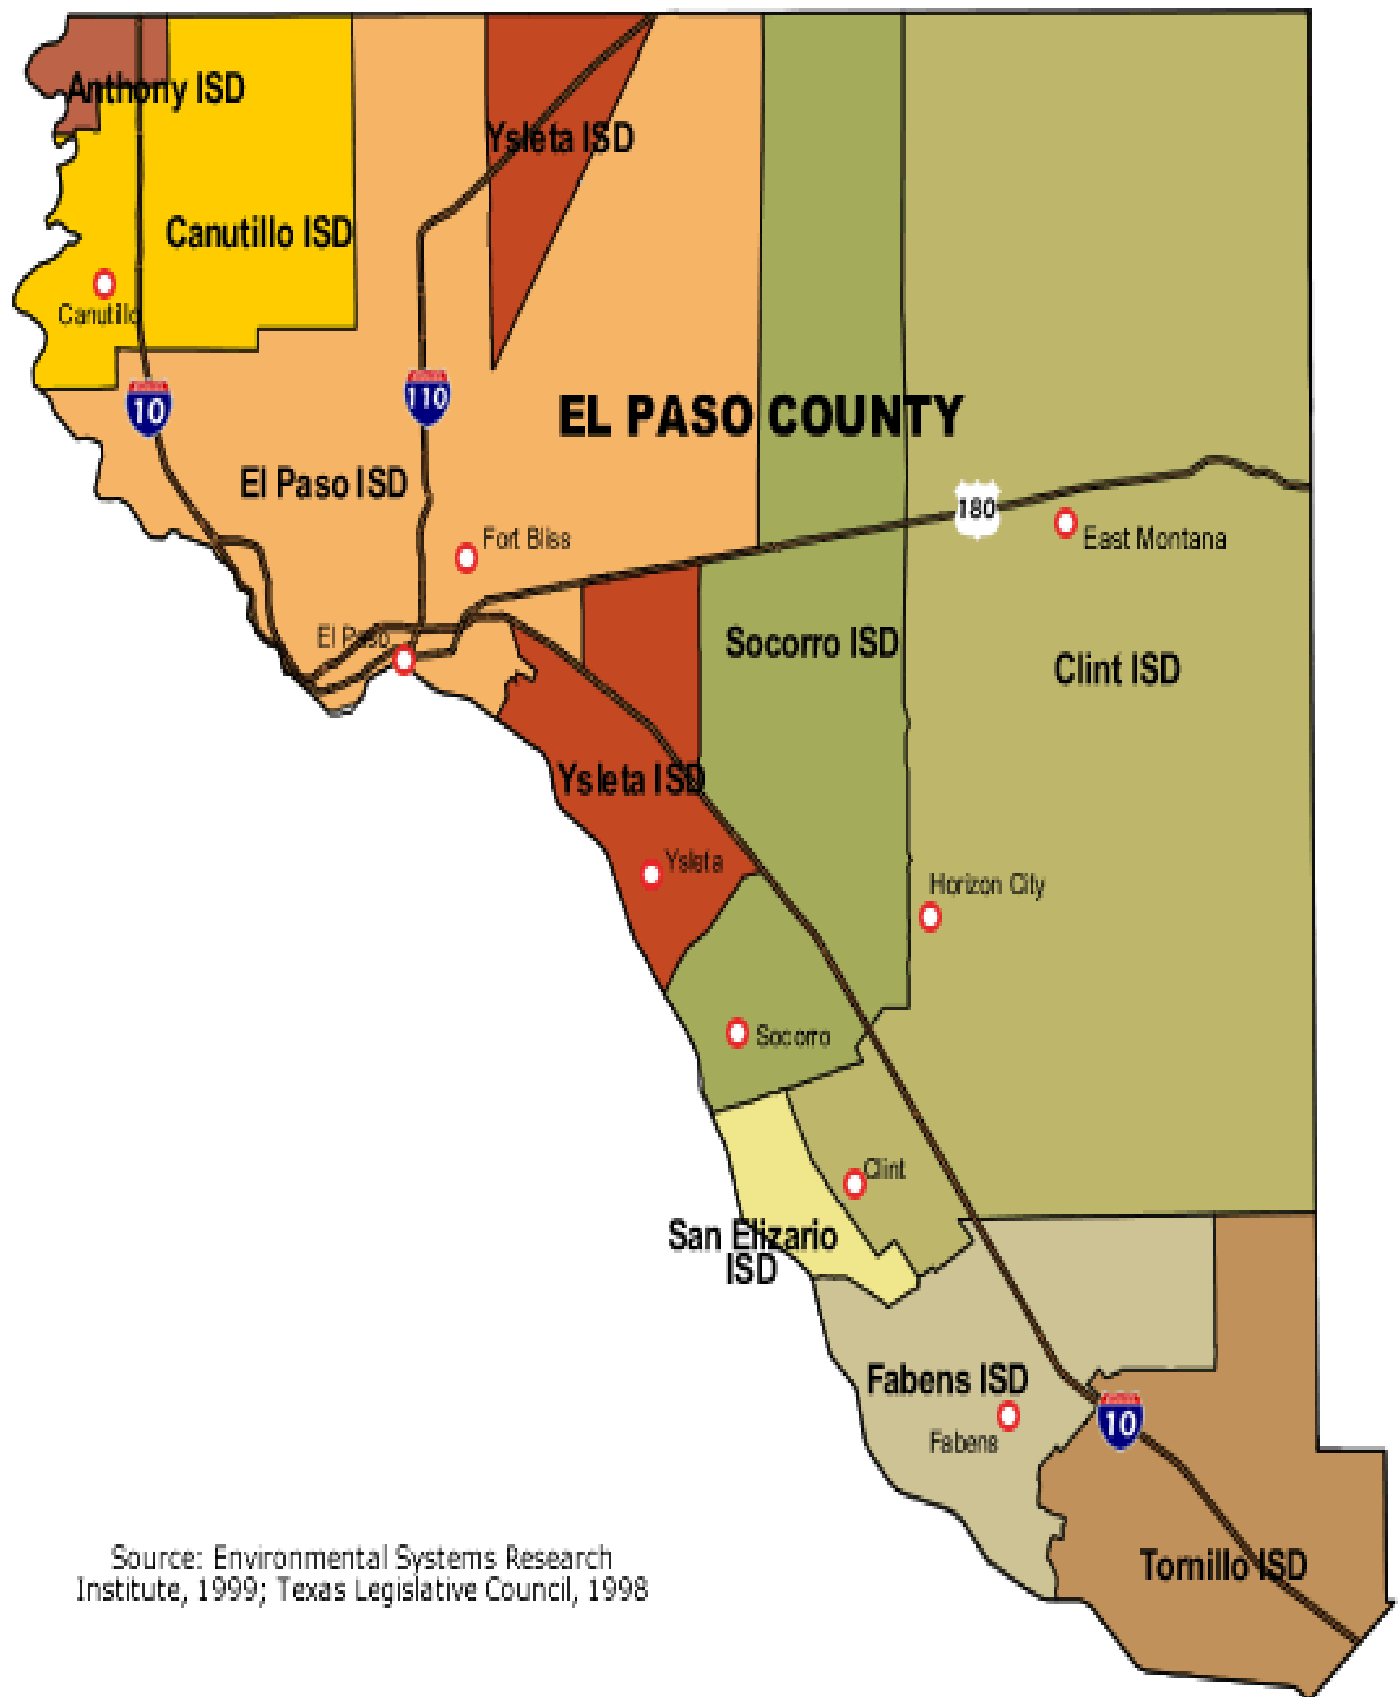 Anthony ISD
Ysleta ISD
Canutillo ISD
Canutillo
10
110
EL PASO COUNTY
El Paso ISD
180
Fort Bliss
East Montana
El Paso
Socorro ISD
Clint ISD
Ysleta ISD
Ysleta
Horizon City
Socorro
Clint
San Elizario
ISD
Fabens ISD
10
Fabens
Source: Environmental Systems Research
Institute, 1999; Texas Legislative Council, 1998
Tornillo ISD